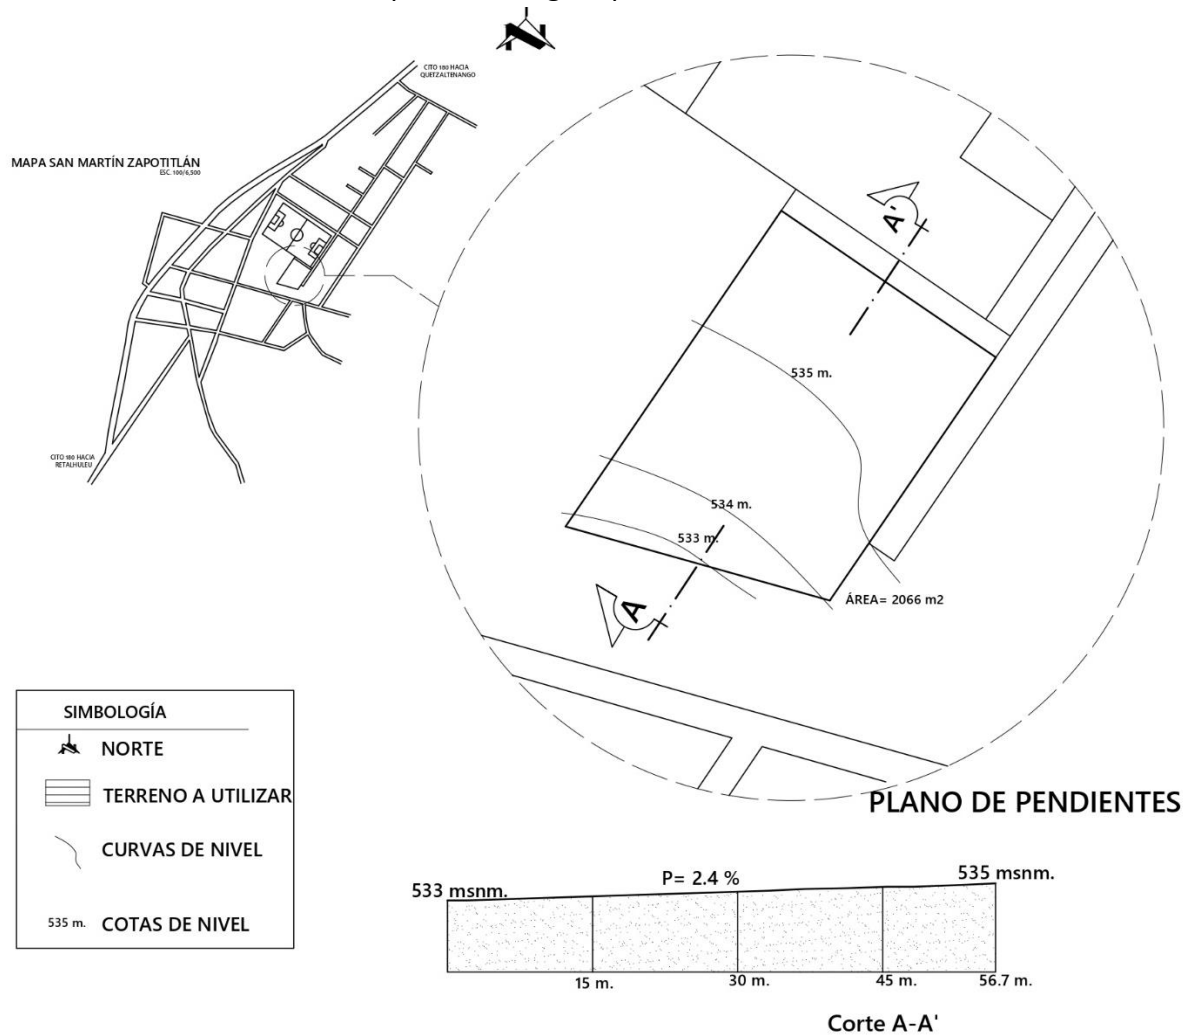 CITO 180 HACIA
QUETZALTENANGO
MAPA SAN MARTÍN ZAPOTITLÁN
ESC. 100/6,500
A'
535 m.
534 m.
533 m.
A
ÁREA= 2066 m2
CITO 180 HACIA
RETALHULEU
SIMBOLOGÍA
NORTE
TERRENO A UTILIZAR
CURVAS DE NIVEL
535 m. COTAS DE NIVEL
PLANO DE PENDIENTES
533 msnm.
P= 2.4 %
535 msnm.
15 m.
30 m.
45 m.
56.7 m.
Corte A-A'